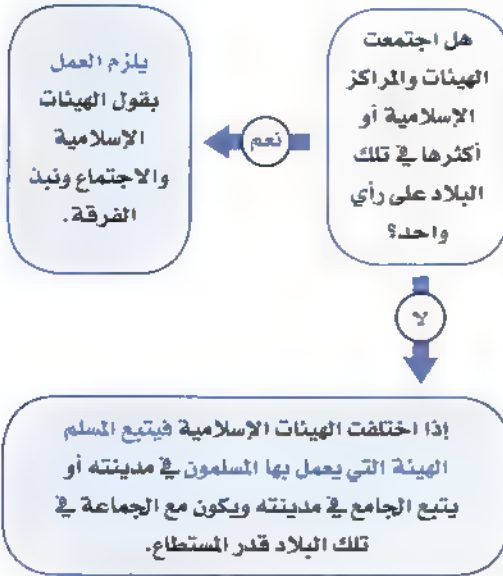 هل اجتمعت
الهيئات والمراكز
الإسلامية أو
أكثرها في تلك
البلاد على رأي
واحد؟
نعم
يلزم العمل
بقول الهيئات
الإسلامية
والاجتماع ونبذ
الفرقة.
لا
إذا اختلفت الهيئات الإسلامية فيتبع المسلم
الهيئة التي يعمل بها المسلمون في مدينته أو
يتبع الجامع في مدينته ويكون مع الجماعة في
تلك البلاد قدر المستطاع.